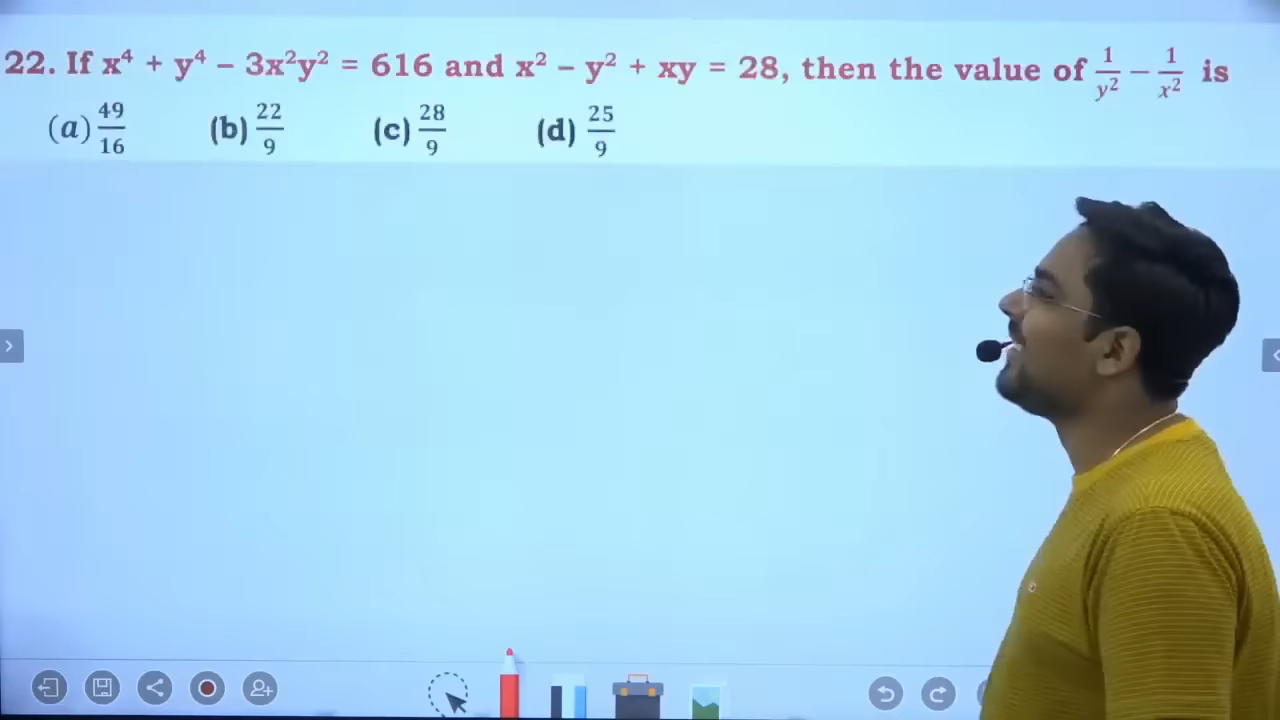 22. If x⁴ + y⁴ – 3x²y² = 616 and x² – y² + xy = 28, then the value of 1/y² – 1/x² is
(a) 49/16 (b) 22/9 (c) 28/9 (d) 25/9